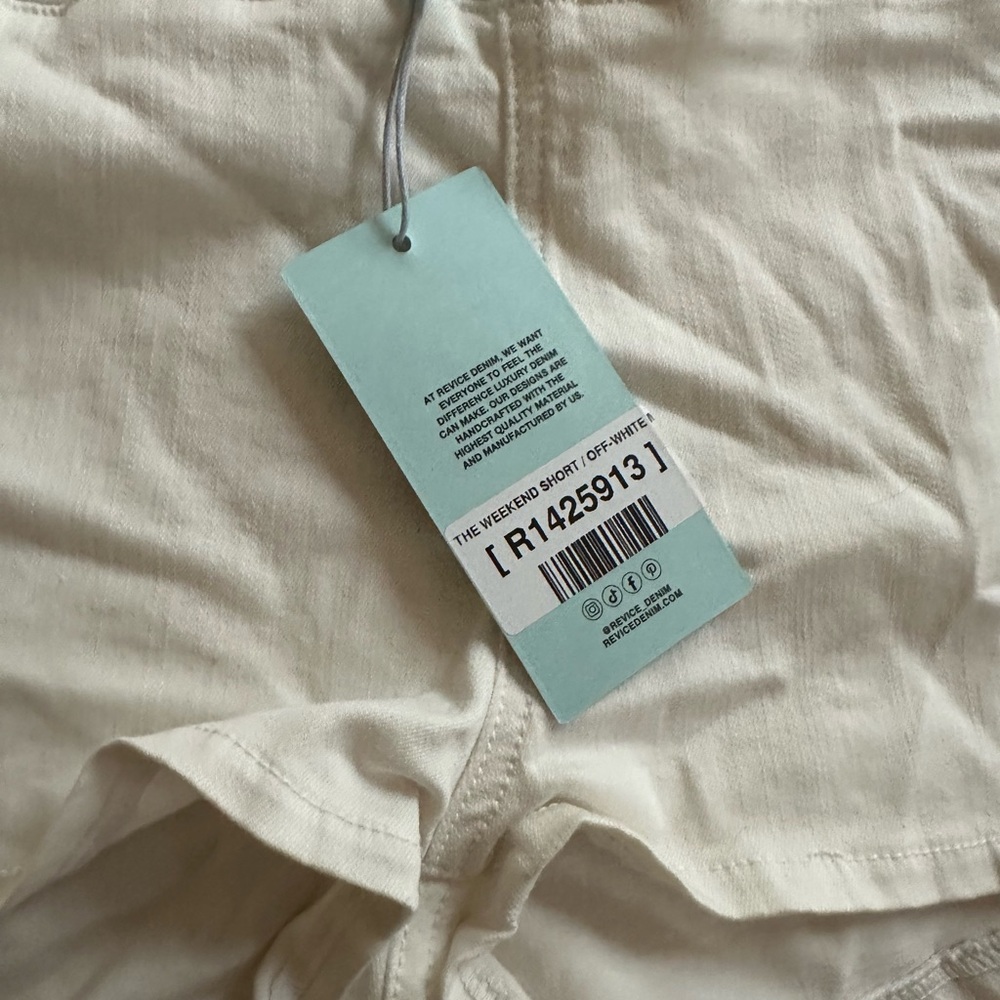 AT REVICE DENIM, WE WANT
EVERYONE TO FEEL THE
DIFFERENCE LUXURY DENIM
CAN MAKE. OUR DESIGNS ARE
HANDCRAFTED WITH THE
HIGHEST QUALITY MATERIAL
AND MANUFACTURED BY US.
THE WEEKEND SHORT / OFF-WHITE
[ R1425913 ]
@REVICE_DENIM
REVICEDENIM.COM